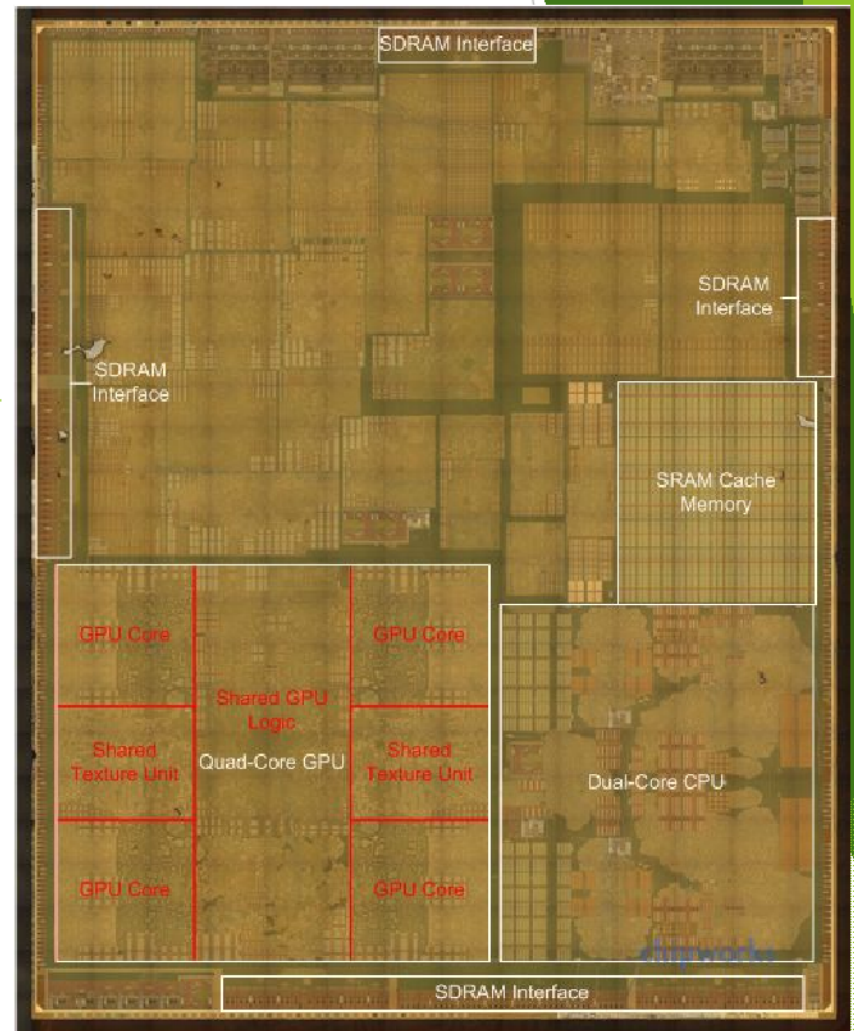 SDRAM Interface
SDRAM
Interface
SDRAM
Interface
SRAM Cache
Memory
GPU Core
GPU Core
Shared GPU
Logic
Shared
Texture Unit
Quad-Core GPU
Shared
Texture Unit
Dual-Core CPU
GPU Core
GPU Core
chipworks
SDRAM Interface